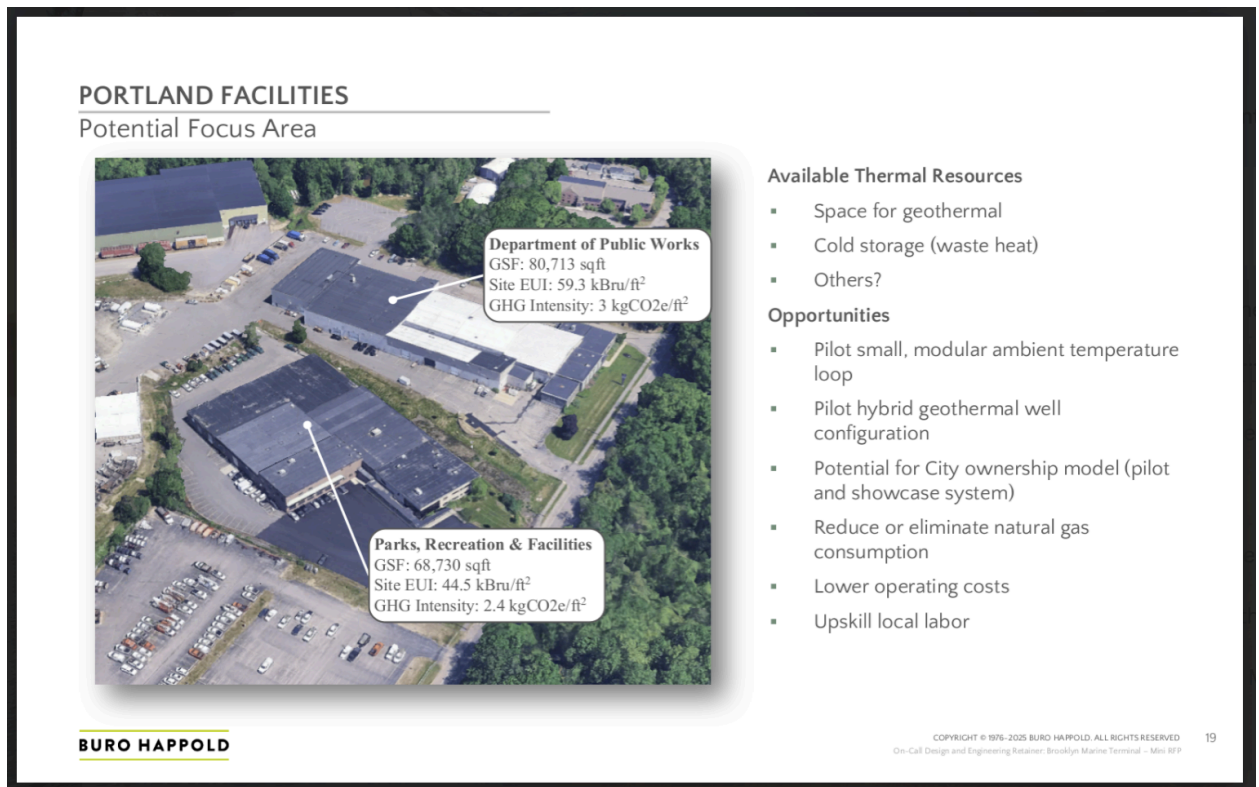 PORTLAND FACILITIES
Potential Focus Area
Department of Public Works
GSF: 80,713 sqft
Site EUI: 59.3 kBru/ft²
GHG Intensity: 3 kgCO2e/ft²
Parks, Recreation & Facilities
GSF: 68,730 sqft
Site EUI: 44.5 kBru/ft²
GHG Intensity: 2.4 kgCO2e/ft²
Available Thermal Resources
▪ Space for geothermal
▪ Cold storage (waste heat)
▪ Others?
Opportunities
▪ Pilot small, modular ambient temperature
loop
▪ Pilot hybrid geothermal well
configuration
▪ Potential for City ownership model (pilot
and showcase system)
▪ Reduce or eliminate natural gas
consumption
▪ Lower operating costs
▪ Upskill local labor
BURO HAPPOLD
COPYRIGHT © 1976-2025 BURO HAPPOLD. ALL RIGHTS RESERVED
19
On-Call Design and Engineering Retainer: Brooklyn Marine Terminal – Mini RFP